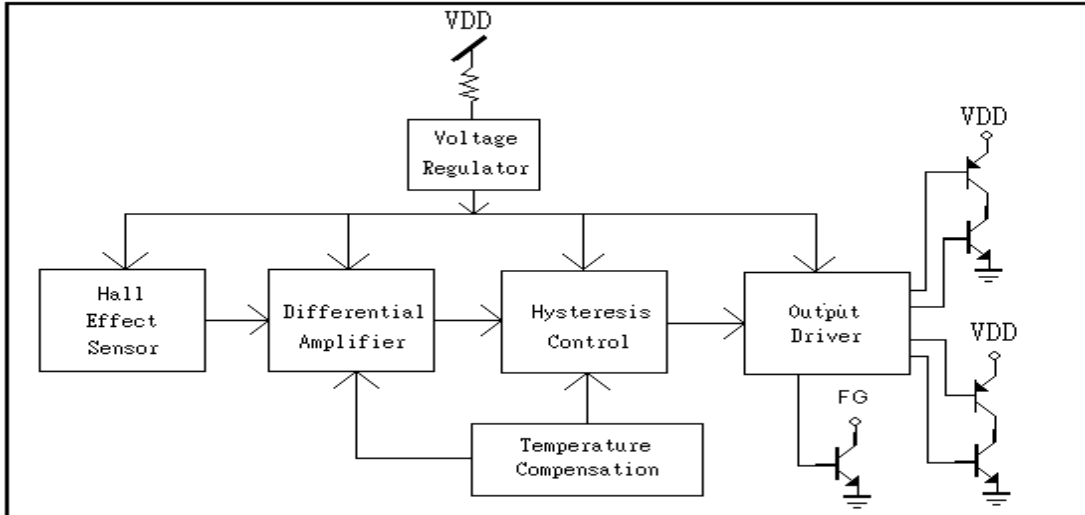 VDD
Voltage
Regulator
VDD
Hall
Effect
Sensor
Differential
Amplifier
Hysteresis
Control
Output
Driver
VDD
FG
Temperature
Compensation